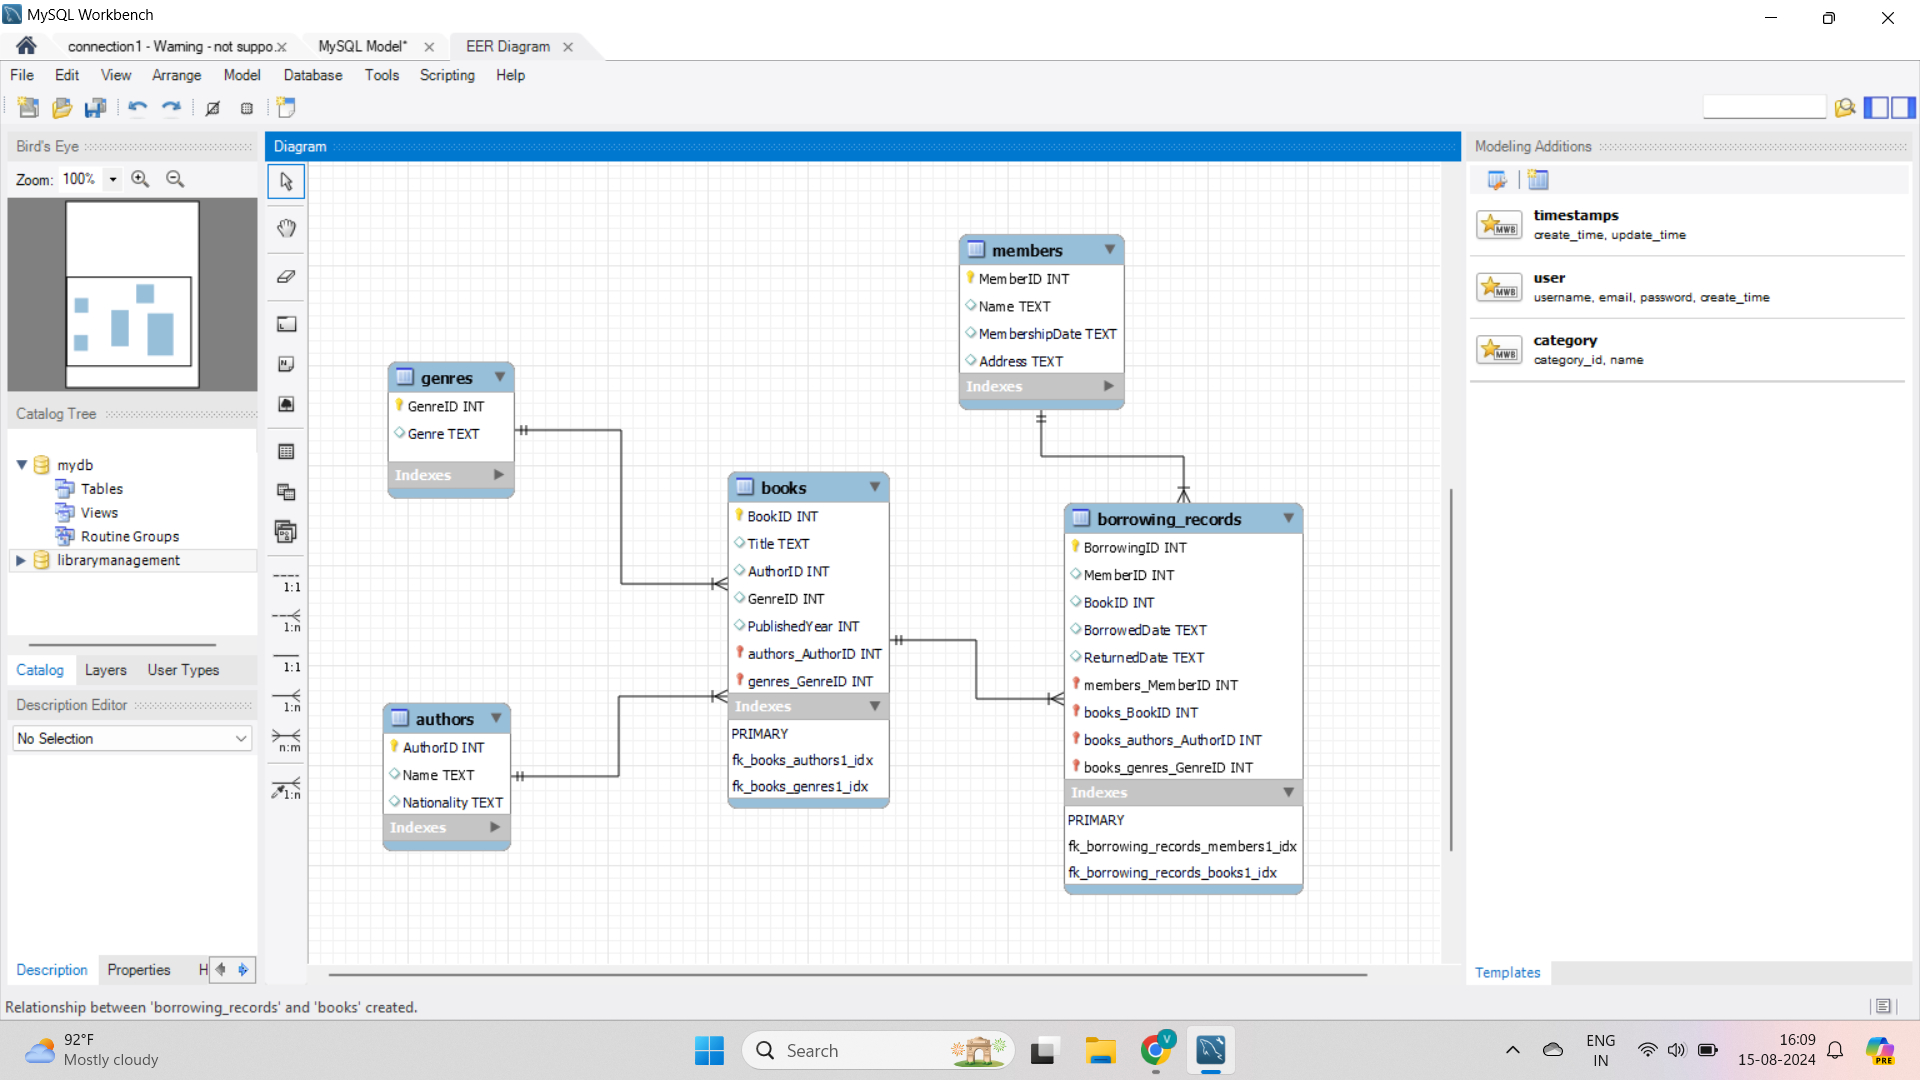 MySQL Workbench
connection1 - Warning - not suppo.
MySQL Model*
EER Diagram
File Edit View Arrange Model Database Tools Scripting Help
Bird's Eye
Zoom: 100%
Catalog Tree
mydb
Tables
Views
Routine Groups
librarymanagement
Catalog Layers User Types
Description Editor
No Selection
Description Properties H
Diagram
1:1
1:n
1:1
1:n
n:m
1:n
genres
GenreID INT
Genre TEXT
Indexes
authors
AuthorID INT
Name TEXT
Nationality TEXT
Indexes
books
BookID INT
Title TEXT
AuthorID INT
GenreID INT
PublishedYear INT
authors_AuthorID INT
genres_GenreID INT
Indexes
PRIMARY
fk_books_authors1_idx
fk_books_genres1_idx
members
MemberID INT
Name TEXT
MembershipDate TEXT
Address TEXT
Indexes
borrowing_records
BorrowingID INT
MemberID INT
BookID INT
BorrowedDate TEXT
ReturnedDate TEXT
members_MemberID INT
books_BookID INT
books_authors_AuthorID INT
books_genres_GenreID INT
Indexes
PRIMARY
fk_borrowing_records_members1_idx
fk_borrowing_records_books1_idx
Modeling Additions
MWB
timestamps
create_time, update_time
MWB
user
username, email, password, create_time
MWB
category
category_id, name
Templates
Relationship between 'borrowing_records' and 'books' created.
92°F
Mostly cloudy
Search
V
ENG
IN
16:09
15-08-2024
PRE